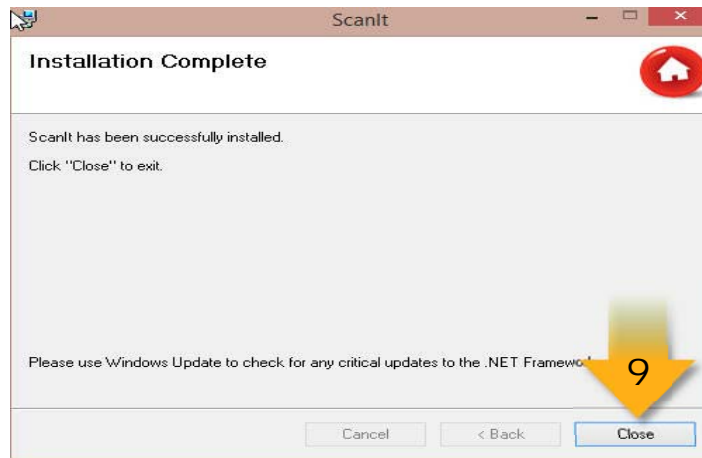 ScanIt
Installation Complete
ScanIt has been successfully installed.
Click "Close" to exit.
Please use Windows Update to check for any critical updates to the .NET
9
Cancel
< Back
Close